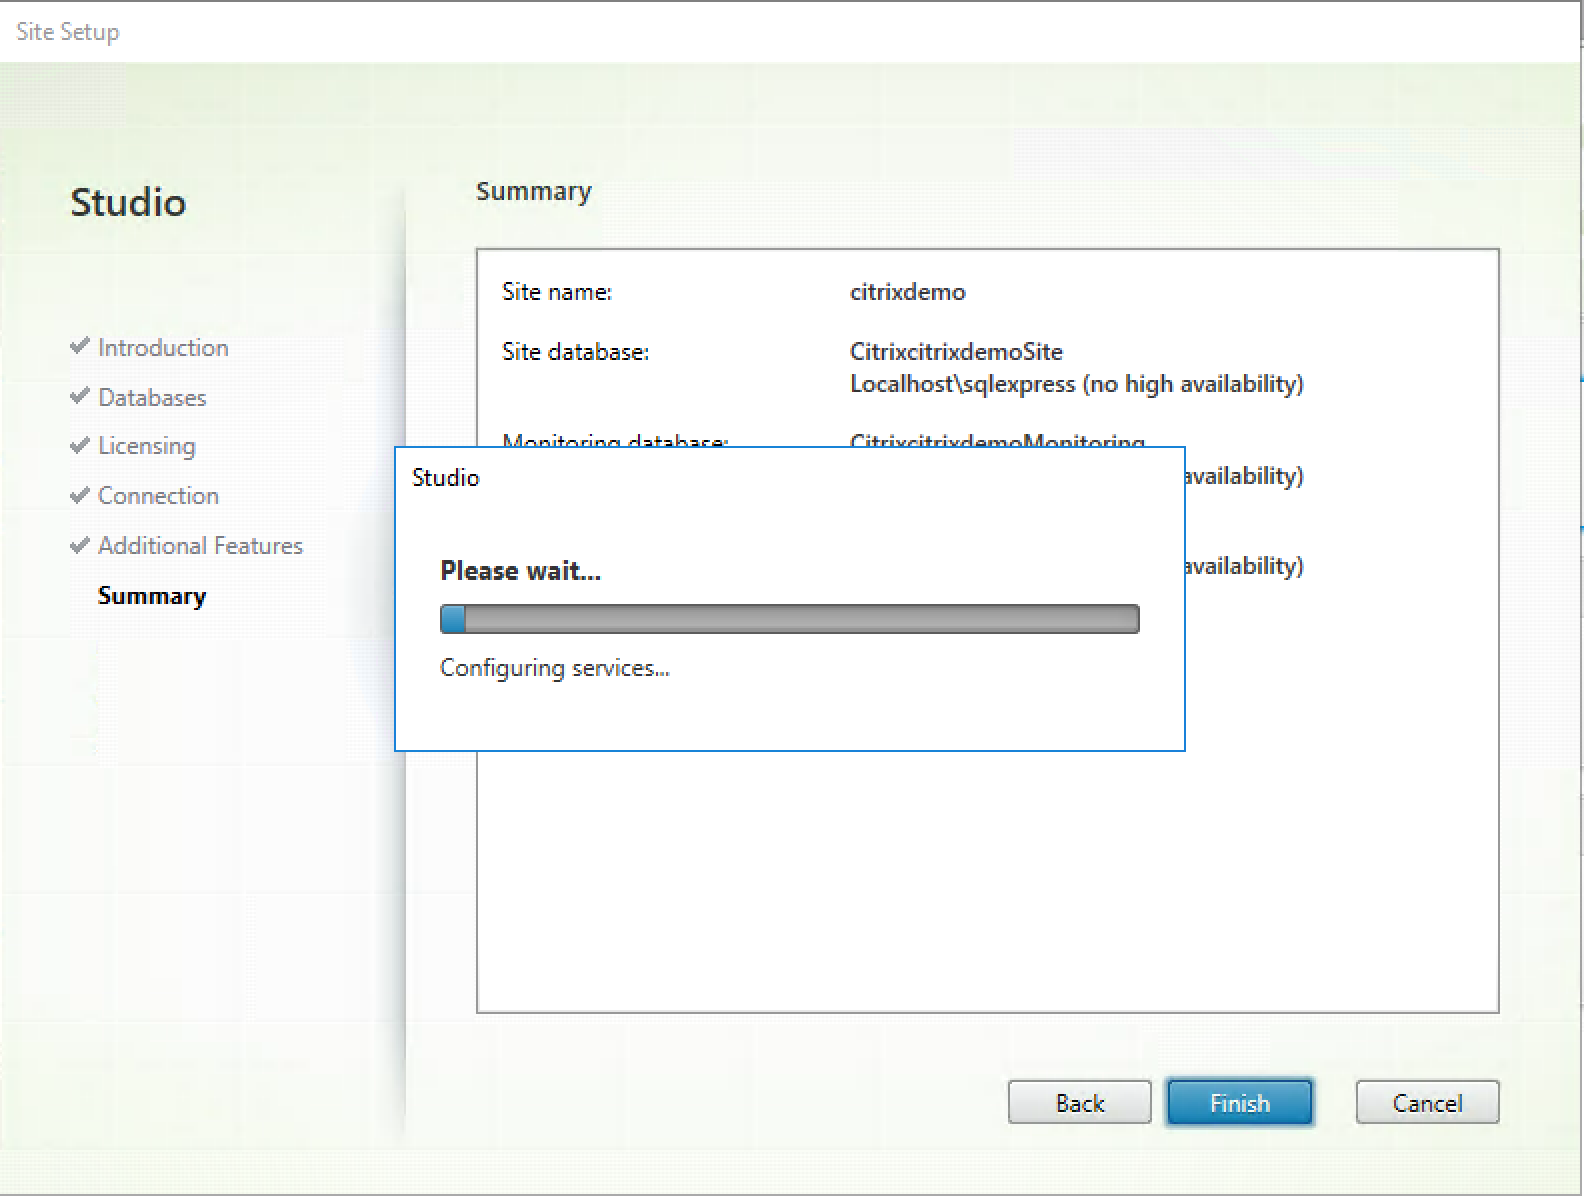 Site Setup
Studio
Introduction
Databases
Licensing
Connection
Additional Features
Summary
Summary
Site name: citrixdemo
Site database: CitrixcitrixdemoSite
Localhost\sqlexpress (no high availability)
Monitoring database: CitrixcitrixdemoMonitoring
availability)
availability)
Studio
Please wait...
Configuring services...
Back Finish Cancel